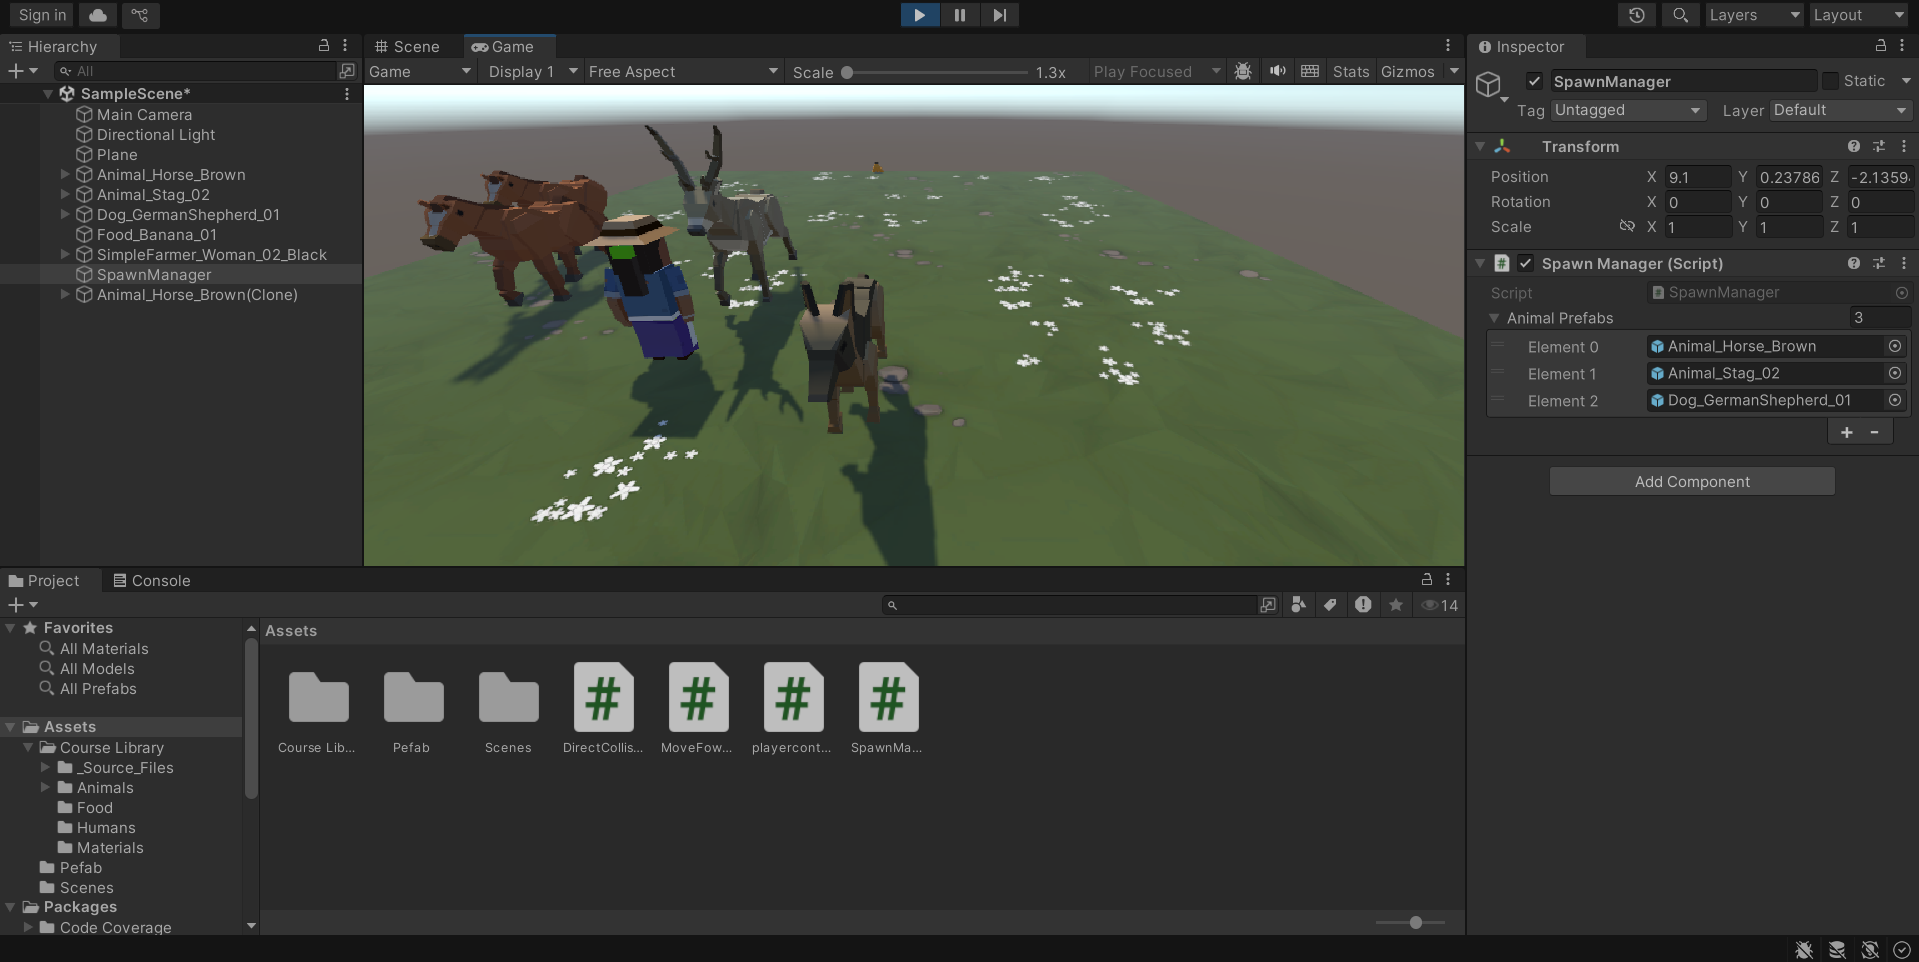 Sign in
Layers
Layout
Hierarchy
Scene
Game
Inspector
All
Game
Display 1
Free Aspect
Scale
1.3x
Play Focused
Stats
Gizmos
SampleScene*
Main Camera
Directional Light
Plane
Animal_Horse_Brown
Animal_Stag_02
Dog_GermanShepherd_01
Food_Banana_01
SimpleFarmer_Woman_02_Black
SpawnManager
Animal_Horse_Brown(Clone)
SpawnManager
Static
Tag Untagged
Layer Default
Transform
Position X 9.1 Y 0.23786 Z -2.1359
Rotation X 0 Y 0 Z 0
Scale X 1 Y 1 Z 1
# Spawn Manager (Script)
Script SpawnManager
Animal Prefabs 3
Element 0 Animal_Horse_Brown
Element 1 Animal_Stag_02
Element 2 Dog_GermanShepherd_01
+ -
Add Component
Project
Console
14
Favorites
All Materials
All Models
All Prefabs
Assets
Course Library
_Source_Files
Animals
Food
Humans
Materials
Pefab
Scenes
Packages
Code Coverage
Assets
# # # #
Course Lib...
Pefab
Scenes
DirectCollis...
MoveFow...
playercont...
SpawnMa...